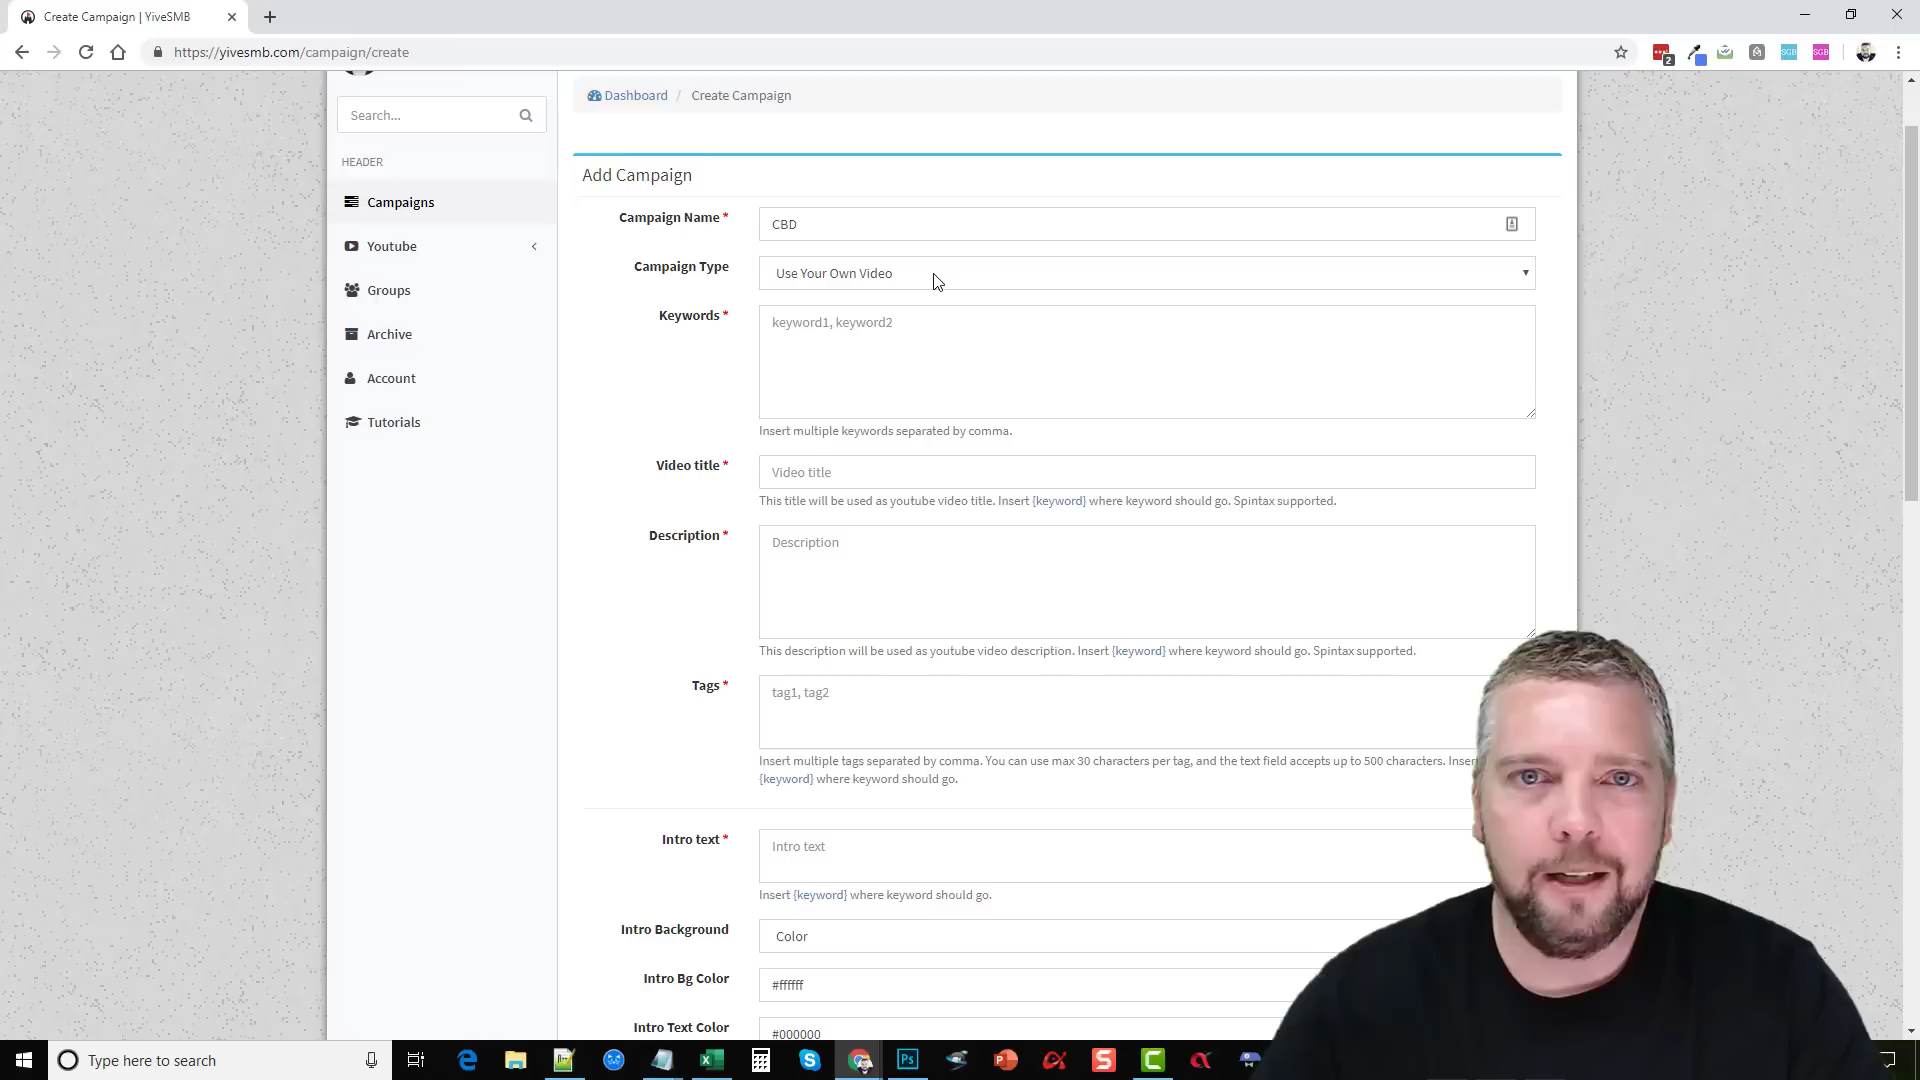 Create Campaign | YiveSMB
https://yivesmb.com/campaign/create
2
SGB
SGB
Search...
Dashboard / Create Campaign
HEADER
Campaigns
Youtube
Groups
Archive
Account
Tutorials
Add Campaign
Campaign Name *
CBD
Campaign Type
Use Your Own Video
Keywords *
keyword1, keyword2
Insert multiple keywords separated by comma.
Video title *
Video title
This title will be used as youtube video title. Insert {keyword} where keyword should go. Spintax supported.
Description *
Description
This description will be used as youtube video description. Insert {keyword} where keyword should go. Spintax supported.
Tags *
tag1, tag2
Insert multiple tags separated by comma. You can use max 30 characters per tag, and the text field accepts up to 500 characters. Inser
{keyword} where keyword should go.
Intro text *
Intro text
Insert {keyword} where keyword should go.
Intro Background
Color
Intro Bg Color
#ffffff
Intro Text Color
#000000
Type here to search